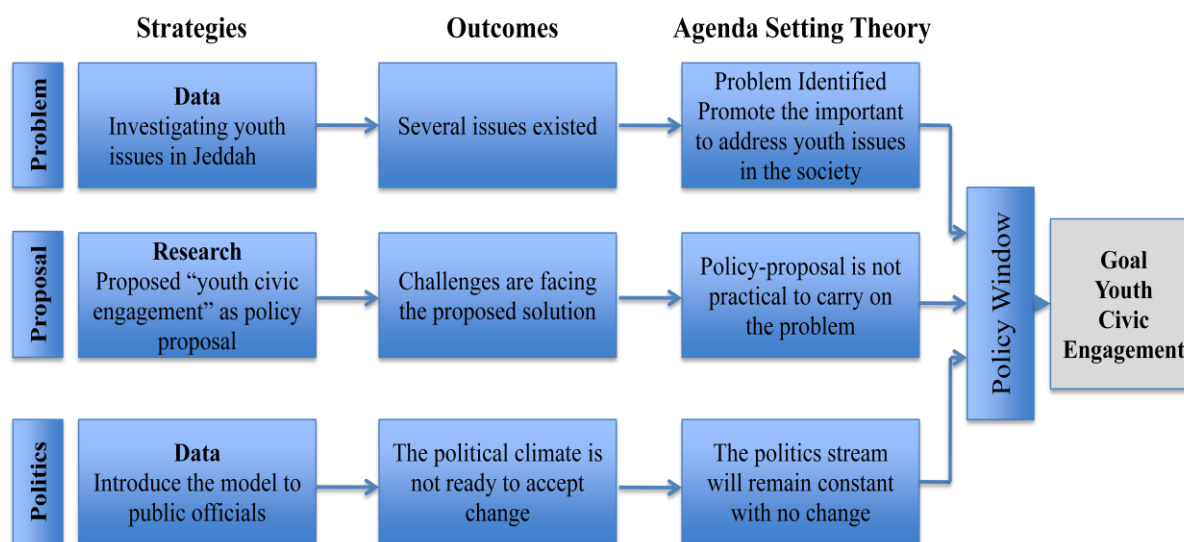 Strategies
Outcomes
Agenda Setting Theory
Problem
Data
Investigating youth
issues in Jeddah
Several issues existed
Problem Identified
Promote the important
to address youth issues
in the society
Proposal
Research
Proposed “youth civic
engagement” as policy
proposal
Challenges are facing
the proposed solution
Policy-proposal is not
practical to carry on
the problem
Politics
Data
Introduce the model to
public officials
The political climate is
not ready to accept
change
The politics stream
will remain constant
with no change
Policy Window
Goal
Youth
Civic
Engagement